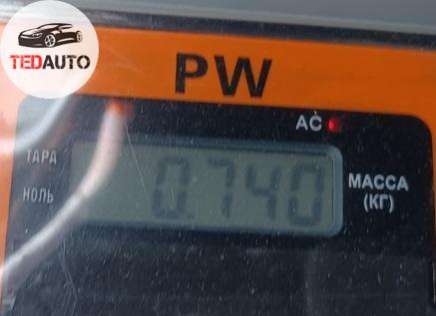 TEDAUTO
PW
AC
ТАРА
НОЛЬ
0.740
МАССА
(КГ)